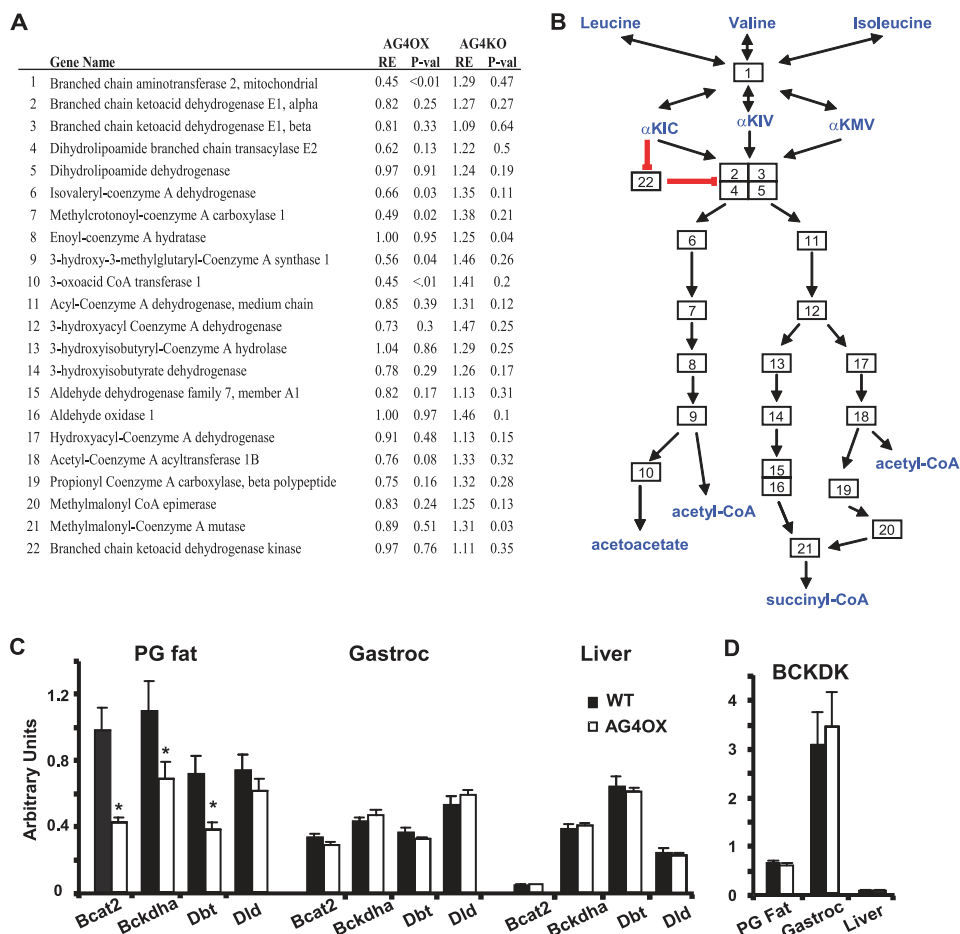 A
AG4OX AG4KO
Gene Name RE P-val RE P-val
1 Branched chain aminotransferase 2, mitochondrial 0.45 <0.01 1.29 0.47
2 Branched chain ketoacid dehydrogenase E1, alpha 0.82 0.25 1.27 0.27
3 Branched chain ketoacid dehydrogenase E1, beta 0.81 0.33 1.09 0.64
4 Dihydrolipoamide branched chain transacylase E2 0.62 0.13 1.22 0.5
5 Dihydrolipoamide dehydrogenase 0.97 0.91 1.24 0.19
6 Isovaleryl-coenzyme A dehydrogenase 0.66 0.03 1.35 0.11
7 Methylcrotonoyl-coenzyme A carboxylase 1 0.49 0.02 1.38 0.21
8 Enoyl-coenzyme A hydratase 1.00 0.95 1.25 0.04
9 3-hydroxy-3-methylglutaryl-Coenzyme A synthase 1 0.56 0.04 1.46 0.26
10 3-oxoacid CoA transferase 1 0.45 <.01 1.41 0.2
11 Acyl-Coenzyme A dehydrogenase, medium chain 0.85 0.39 1.31 0.12
12 3-hydroxyacyl Coenzyme A dehydrogenase 0.73 0.3 1.47 0.25
13 3-hydroxyisobutyryl-Coenzyme A hydrolase 1.04 0.86 1.29 0.25
14 3-hydroxyisobutyrate dehydrogenase 0.78 0.29 1.26 0.17
15 Aldehyde dehydrogenase family 7, member A1 0.82 0.17 1.13 0.31
16 Aldehyde oxidase 1 1.00 0.97 1.46 0.1
17 Hydroxyacyl-Coenzyme A dehydrogenase 0.91 0.48 1.13 0.15
18 Acetyl-Coenzyme A acyltransferase 1B 0.76 0.08 1.33 0.32
19 Propionyl Coenzyme A carboxylase, beta polypeptide 0.75 0.16 1.32 0.28
20 Methylmalonyl CoA epimerase 0.83 0.24 1.25 0.13
21 Methylmalonyl-Coenzyme A mutase 0.89 0.51 1.31 0.03
22 Branched chain ketoacid dehydrogenase kinase 0.97 0.76 1.11 0.35
B
Leucine Valine Isoleucine
1
αKIC αKIV αKMV
22 2 3
4 5
6 11
7 12
8 13 17
9 14 18
10 15 16 19 acetyl-CoA
acetyl-CoA
acetoacetate 21 20
succinyl-CoA
C
PG fat Gastroc Liver
WT
AG4OX
Arbitrary Units
1.2
0.8
0.4
0
* * *
Bcat2 Bckdha Dbt Dld Bcat2 Bckdha Dbt Dld Bcat2 Bckdha Dbt Dld
D
BCKDK
4
3
2
1
0
PG Fat Gastroc Liver